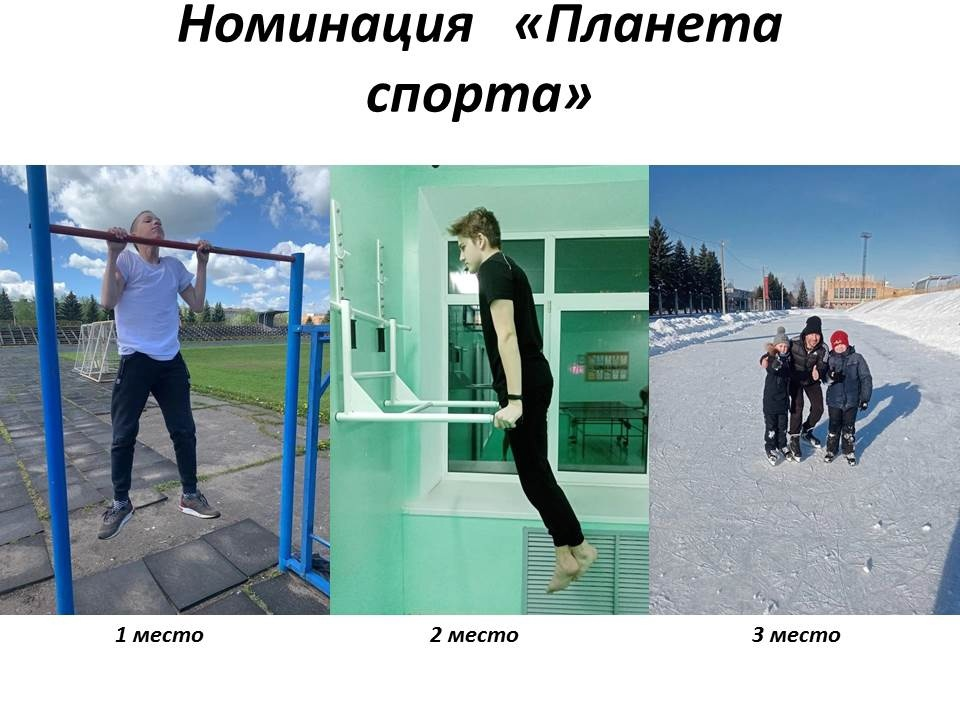 Номинация «Планета
спорта»
1 место
2 место
3 место